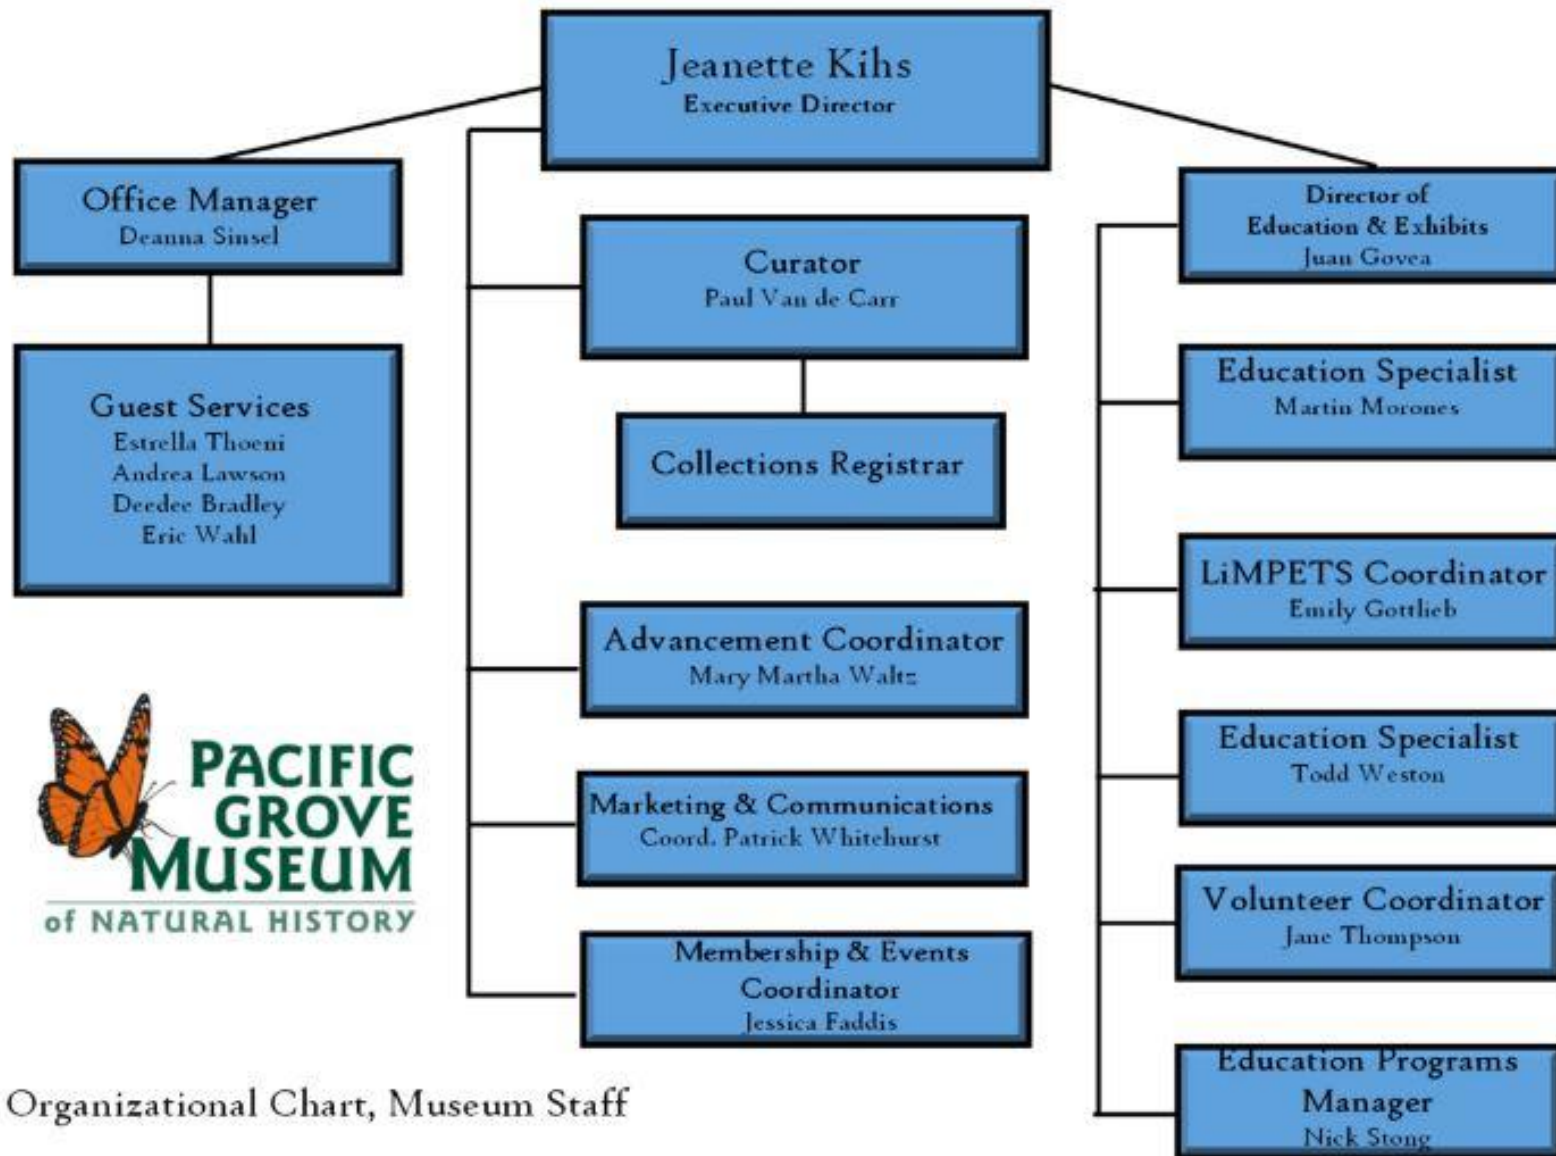 Jeanette Kihs
Executive Director
Office Manager
Deanna Sinsel
Guest Services
Estrella Thoeni
Andrea Lawson
Deedee Bradley
Eric Wahl
Curator
Paul Van de Carr
Collections Registrar
Advancement Coordinator
Mary Martha Waltz
Marketing & Communications
Coord. Patrick Whitehurst
Membership & Events
Coordinator
Jessica Faddis
Director of
Education & Exhibits
Juan Govea
Education Specialist
Martin Morones
LiMPETS Coordinator
Emily Gottlieb
Education Specialist
Todd Weston
Volunteer Coordinator
Jane Thompson
Education Programs
Manager
Nick Stong
PACIFIC
GROVE
MUSEUM
of NATURAL HISTORY
Organizational Chart, Museum Staff